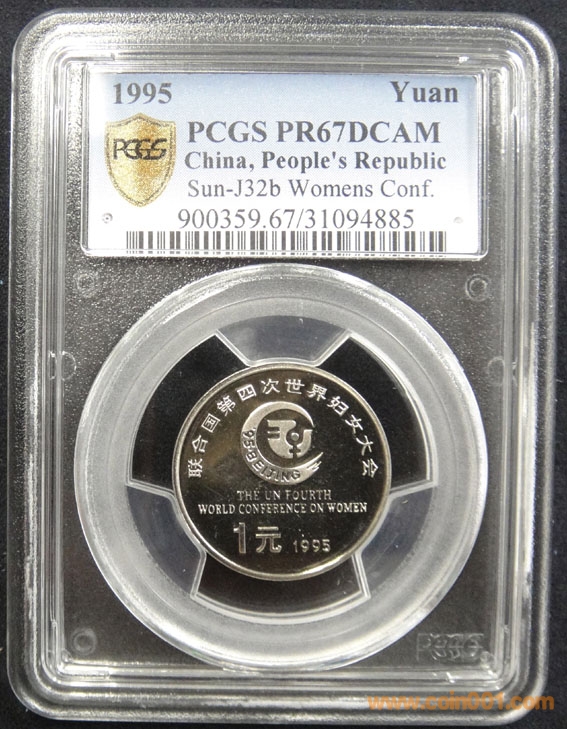 1995 Yuan
PCGS
PCGS PR67DCAM
China, People's Republic
Sun-J32b Womens Conf.
900359.67/31094885
联合国第四次世界妇女大会
95·BEIJING
THE UN FOURTH
WORLD CONFERENCE ON WOMEN
1元 1995
PCGS
www.coin001.com